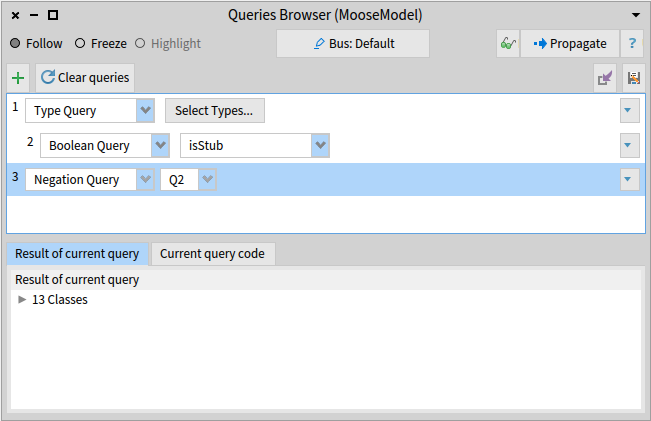 Queries Browser (MooseModel)
Follow Freeze Highlight Bus: Default Propagate ?
Clear queries
1 Type Query Select Types...
2 Boolean Query isStub
3 Negation Query Q2
Result of current query Current query code
Result of current query
13 Classes